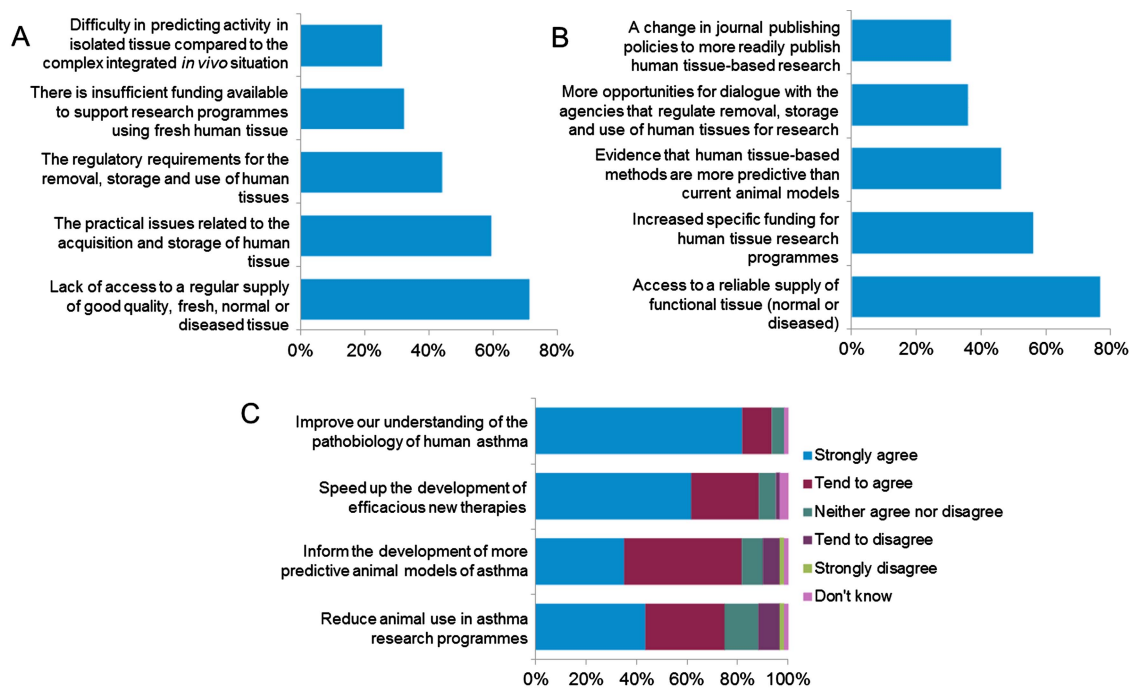 A
Difficulty in predicting activity in
isolated tissue compared to the
complex integrated in vivo situation
There is insufficient funding available
to support research programmes
using fresh human tissue
The regulatory requirements for the
removal, storage and use of human
tissues
The practical issues related to the
acquisition and storage of human
tissue
Lack of access to a regular supply
of good quality, fresh, normal or
diseased tissue
0% 20% 40% 60% 80%
B
A change in journal publishing
policies to more readily publish
human tissue-based research
More opportunities for dialogue with the
agencies that regulate removal, storage
and use of human tissues for research
Evidence that human tissue-based
methods are more predictive than
current animal models
Increased specific funding for
human tissue research
programmes
Access to a reliable supply of
functional tissue (normal or
diseased)
0% 20% 40% 60% 80%
C
Improve our understanding of the
pathobiology of human asthma
Speed up the development of
efficacious new therapies
Inform the development of more
predictive animal models of asthma
Reduce animal use in asthma
research programmes
0% 20% 40% 60% 80% 100%
Strongly agree
Tend to agree
Neither agree nor disagree
Tend to disagree
Strongly disagree
Don't know